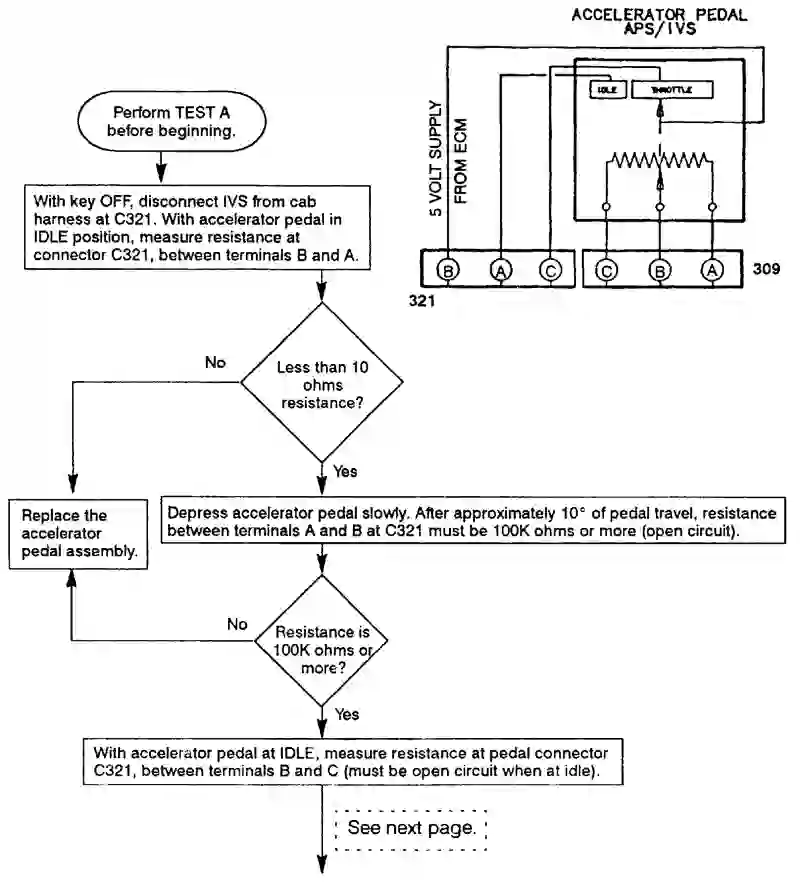 ACCELERATOR PEDAL
APS/IVS
5 VOLT SUPPLY
FROM ECM
IDLE
THROTTLE
B
A
C
C
B
A
309
321
Perform TEST A
before beginning.
With key OFF, disconnect IVS from cab
harness at C321. With accelerator pedal in
IDLE position, measure resistance at
connector C321, between terminals B and A.
Less than 10
ohms
resistance?
No
Yes
Replace the
accelerator
pedal assembly.
Depress accelerator pedal slowly. After approximately 10° of pedal travel, resistance
between terminals A and B at C321 must be 100K ohms or more (open circuit).
Resistance is
100K ohms or
more?
No
Yes
With accelerator pedal at IDLE, measure resistance at pedal connector
C321, between terminals B and C (must be open circuit when at idle).
See next page.